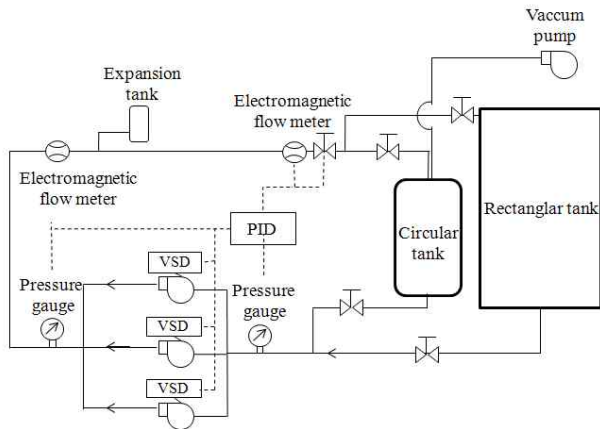 Vaccum
pump
Expansion
tank
Electromagnetic
flow meter
Electromagnetic
flow meter
Rectanglar tank
Circular
tank
PID
VSD
Pressure
gauge
Pressure
gauge
VSD
VSD